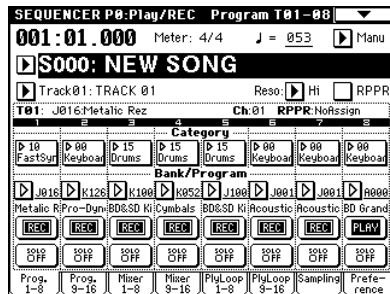 SEQUENCER P0:Play/REC Program T01-08
001:01.000 Meter: 4/4 ♩ = 053 Manu
S000: NEW SONG
Track01: TRACK 01 Reso: Hi RPPR
T01: J016:Metalic Rez Ch:01 RPPR:NoAssign
1 2 3 4 5 6 7 8
Category
10 00 15 15 00 00 00 15
FastSyn Keyboar Drums Drums Keyboar Keyboar Keyboar Drums
Bank/Program
J016 K126 K100 K052 J100 J001 J001 A000
Metalic R Pro-Dyn BD&SD Ki Cymbals BD&SD Ki Acoustic Acoustic BD Grand
REC REC REC REC REC REC REC PLAY
SOLO SOLO SOLO SOLO SOLO SOLO SOLO SOLO
OFF OFF OFF OFF OFF OFF OFF OFF
Prog. Prog. Mixer Mixer PlyLoop PlyLoop Sampling Prefe-
1-8 9-16 1-8 9-16 1-8 9-16 rence